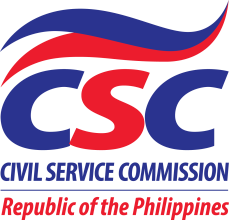 CSC
CIVIL SERVICE COMMISSION
Republic of the Philippines